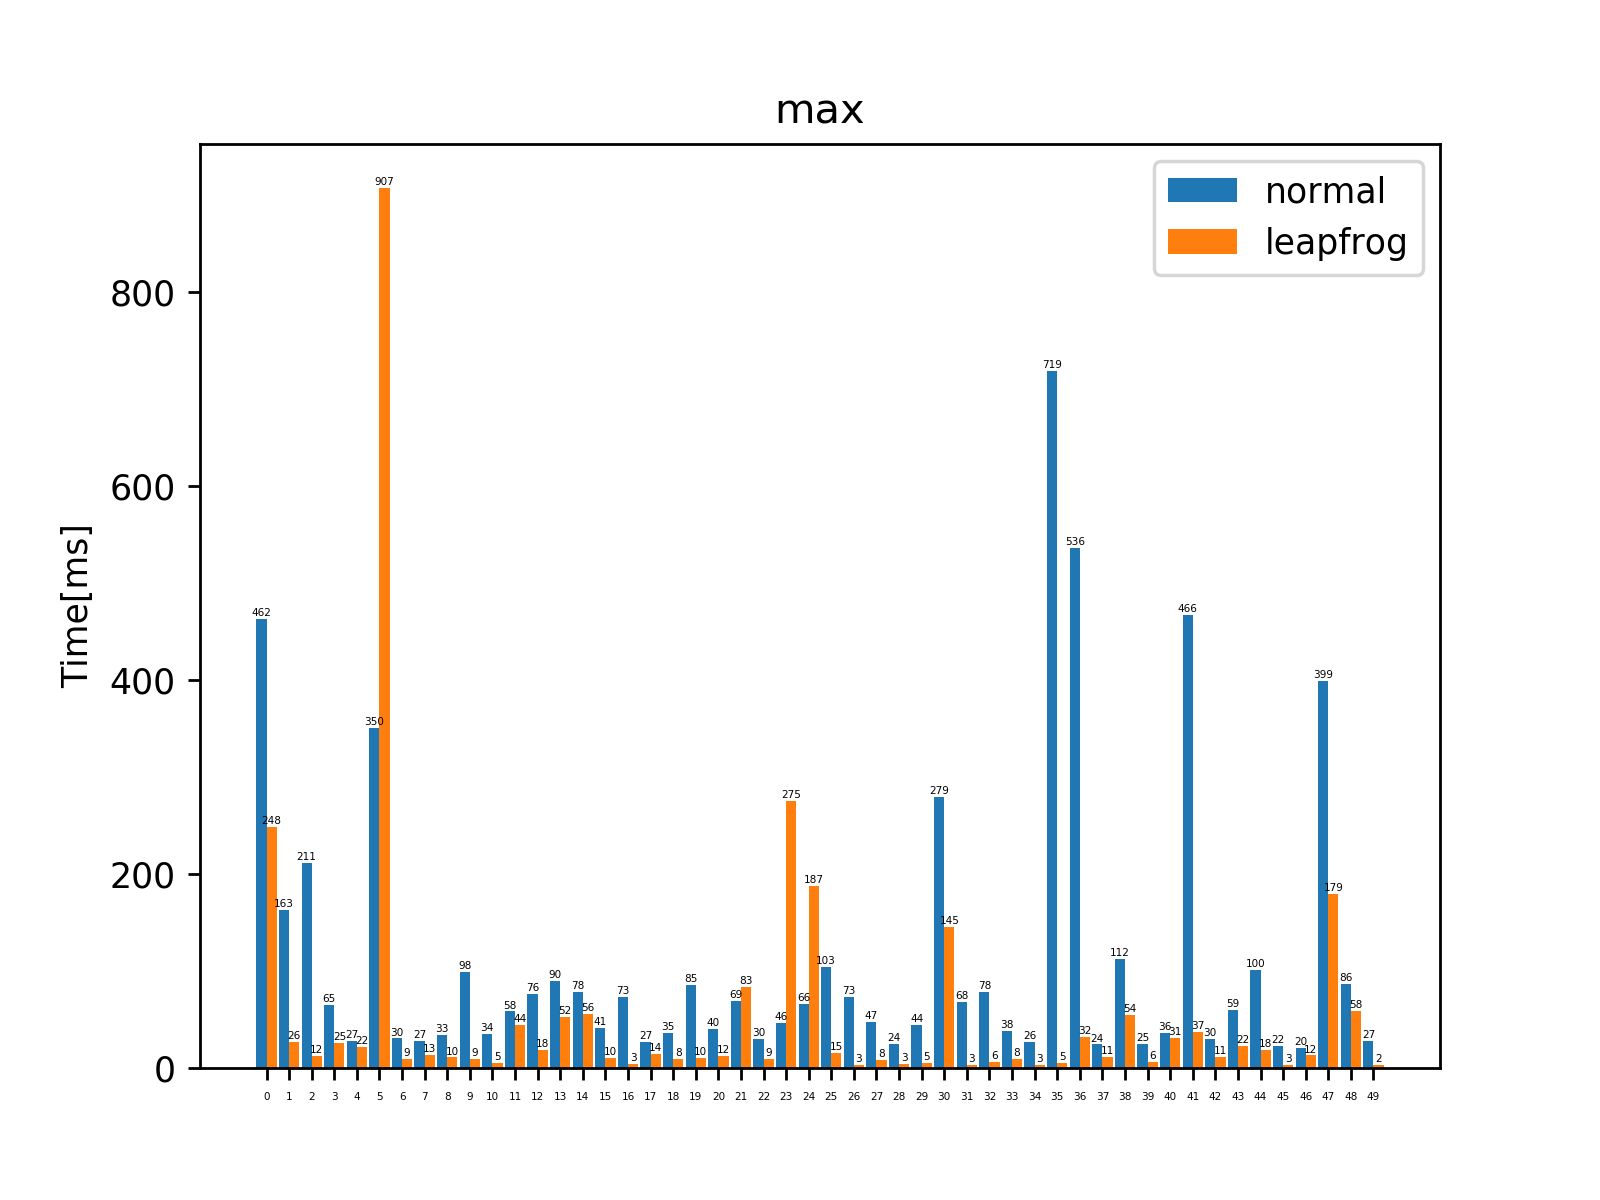 max
normal
leapfrog
Time[ms]
800
600
400
200
0
462 248 163 26 211 12 65 25 27 22 350 907 30 9 27 13 33 10 98 9 34 5 58 44 76 18 90 52 78 56 41 10 73 3 27 14 35 8 85 10 40 12 69 83 30 9 46 275 66 187 103 15 73 3 47 8 24 3 44 5 279 145 68 3 78 6 38 8 26 3 719 5 536 32 24 11 112 54 25 6 36 31 466 37 30 11 59 22 100 18 22 3 20 12 399 179 86 58 27 2
0 1 2 3 4 5 6 7 8 9 10 11 12 13 14 15 16 17 18 19 20 21 22 23 24 25 26 27 28 29 30 31 32 33 34 35 36 37 38 39 40 41 42 43 44 45 46 47 48 49